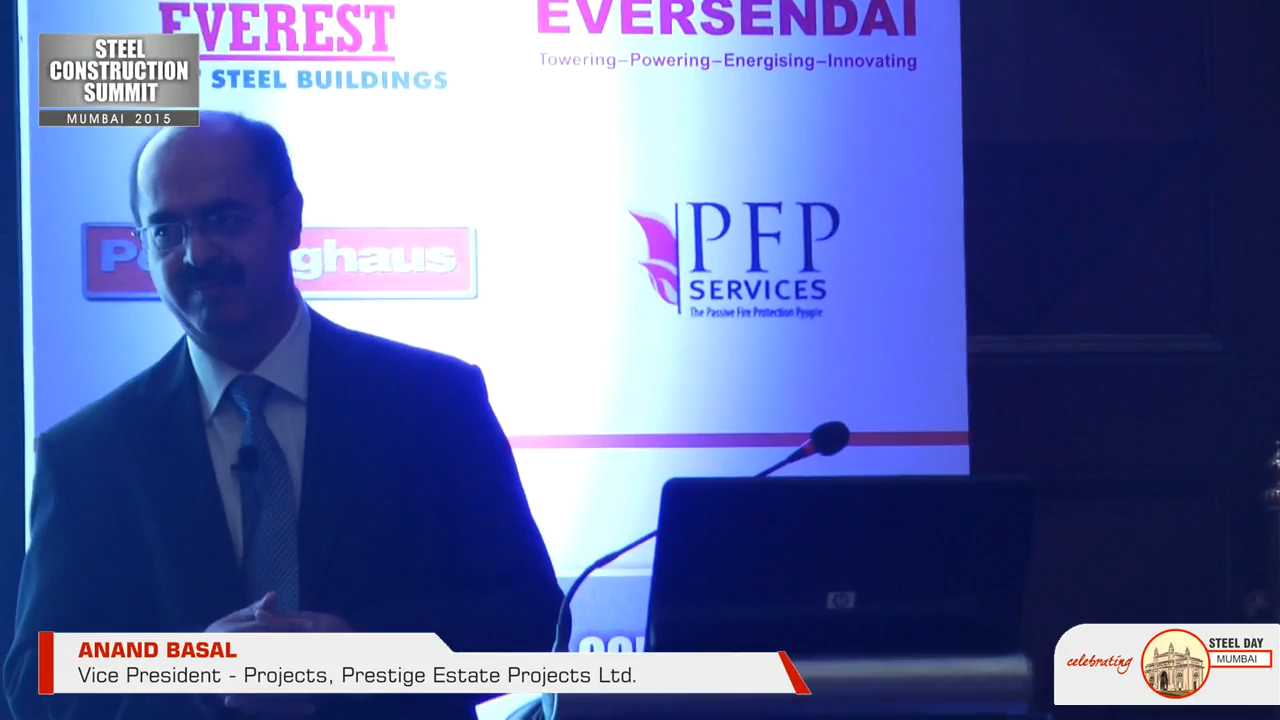 EVEREST
STEEL BUILDINGS
EVERSENDAI
Towering–Powering–Energising–Innovating
STEEL
CONSTRUCTION
SUMMIT
MUMBAI 2015
ghaus
PFP
SERVICES
The Passive Fire Protection People
hp
ANAND BASAL
Vice President - Projects, Prestige Estate Projects Ltd.
celebrating
STEEL DAY
MUMBAI